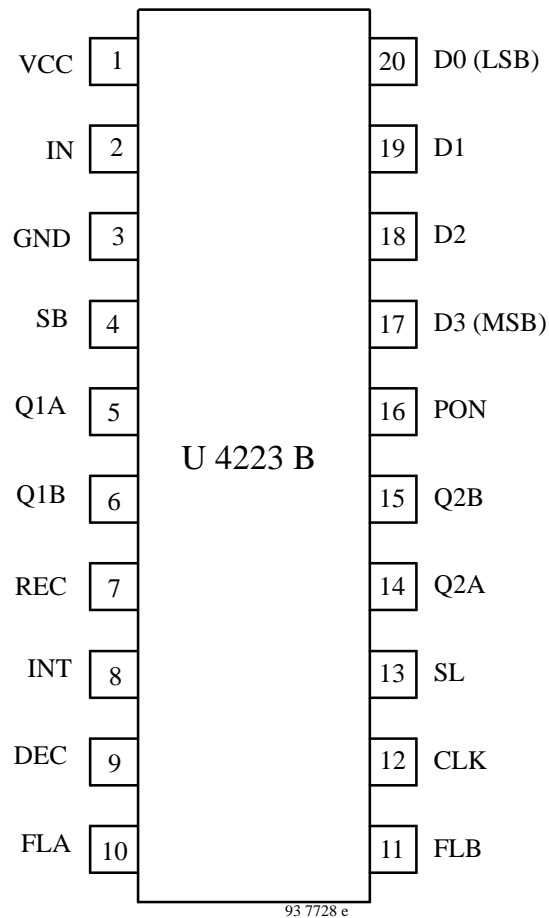 VCC 1 20 D0 (LSB)
IN 2 19 D1
GND 3 18 D2
SB 4 17 D3 (MSB)
Q1A 5 16 PON
U 4223 B
Q1B 6 15 Q2B
REC 7 14 Q2A
INT 8 13 SL
DEC 9 12 CLK
FLA 10 11 FLB
93 7728 e